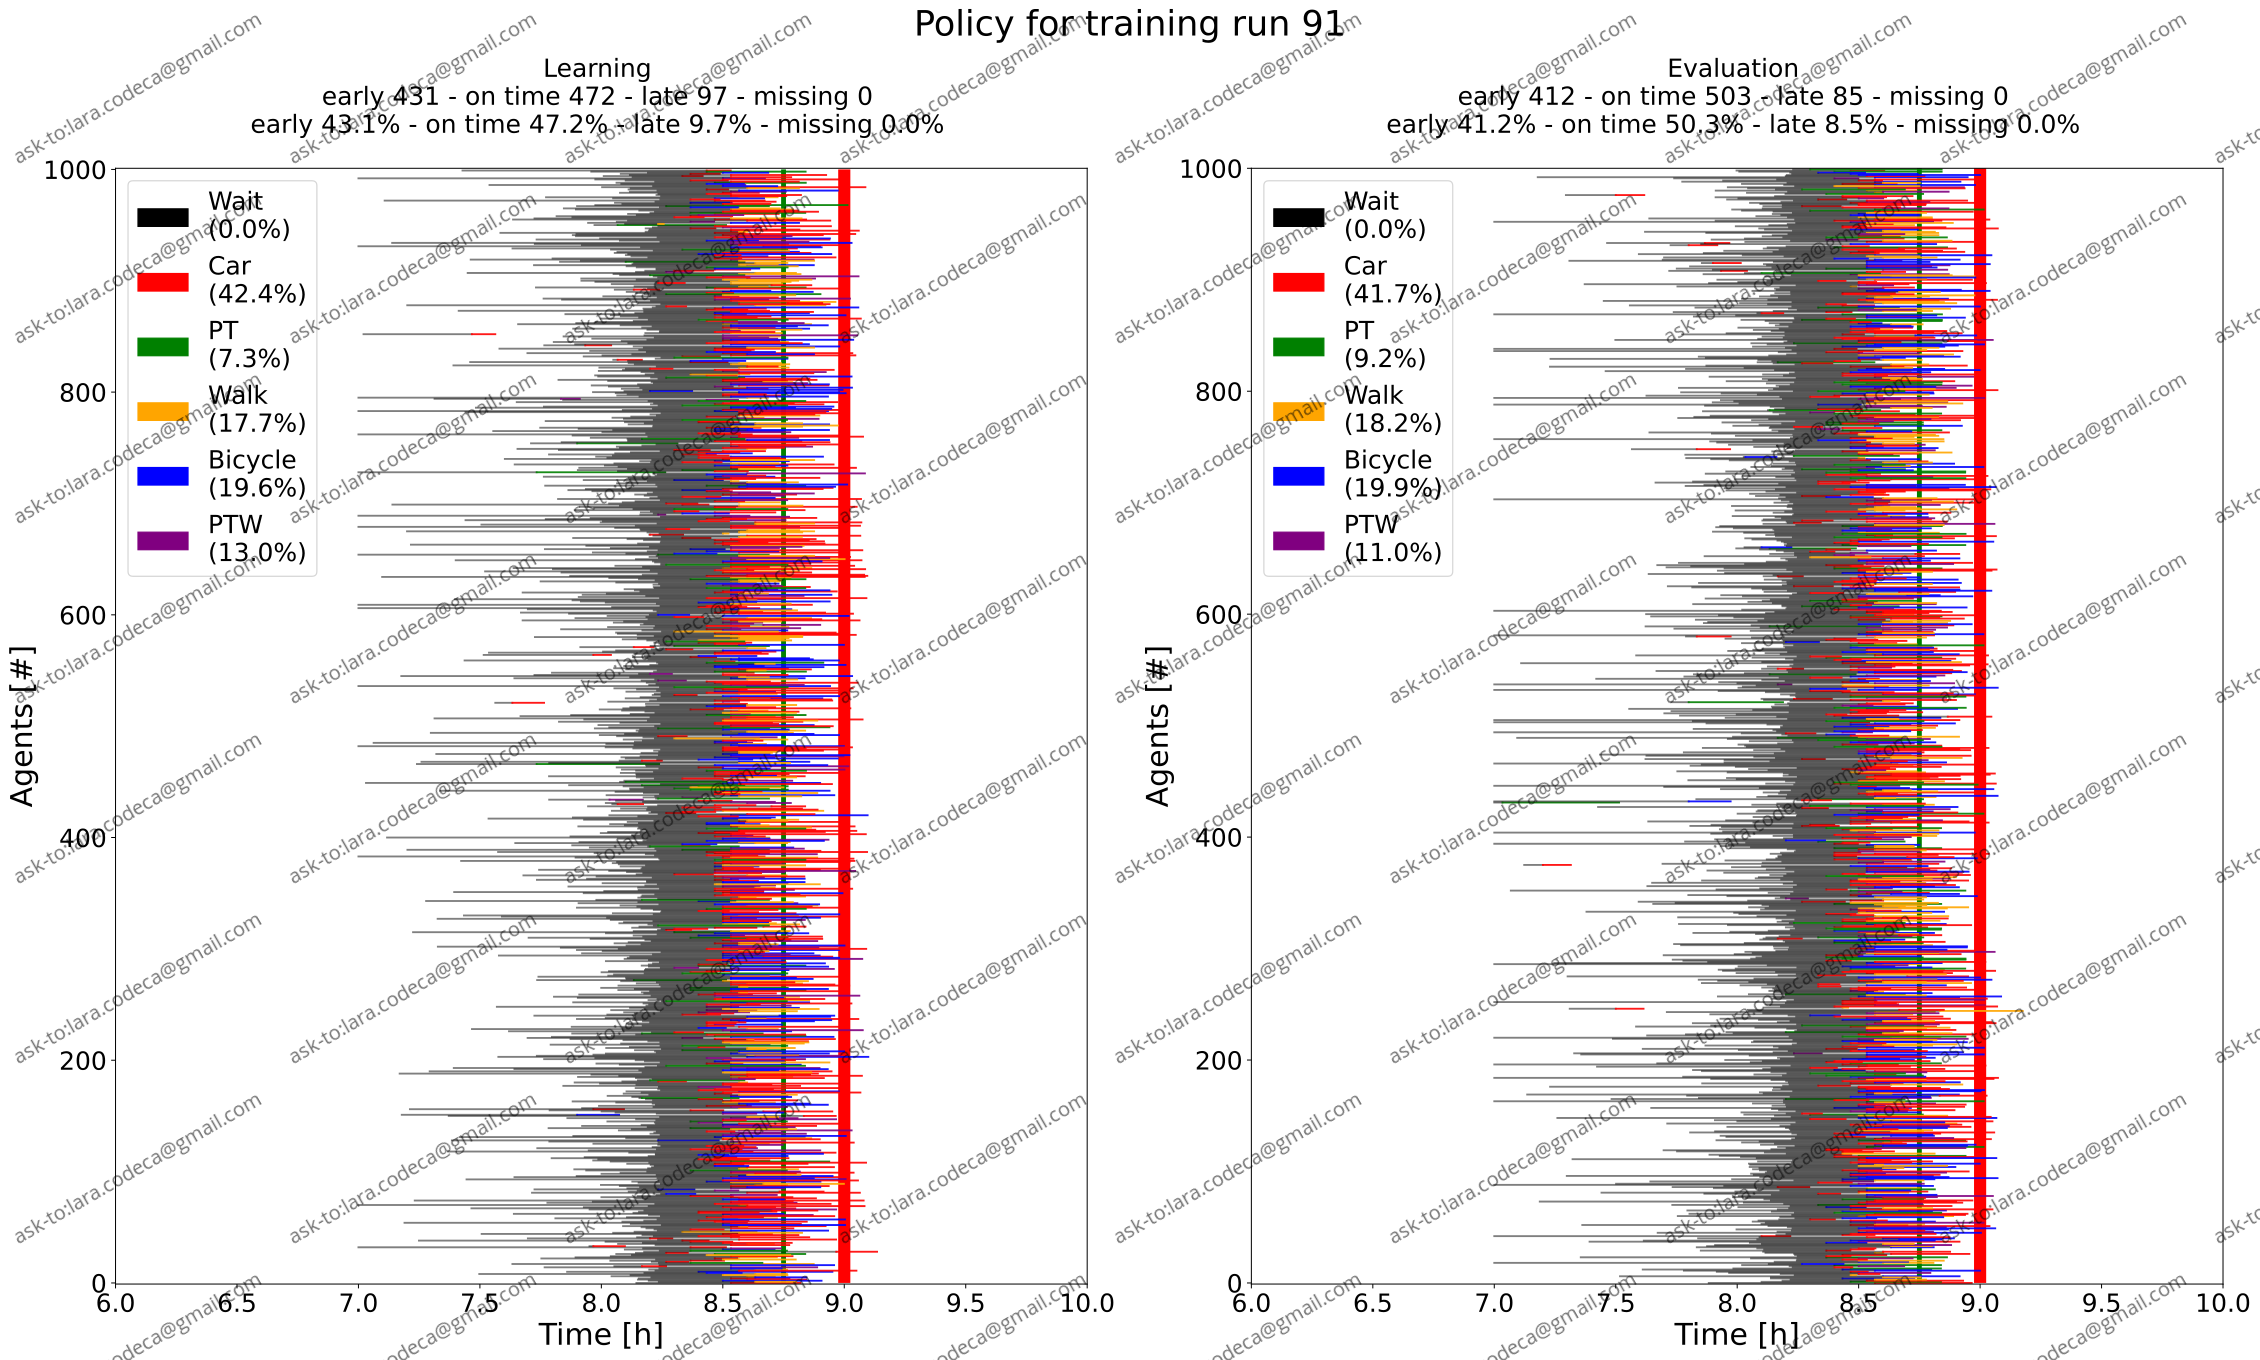 Policy for training run 91
Learning
early 431 - on time 472 - late 97 - missing 0
early 43.1% - on time 47.2% - late 9.7% - missing 0.0%
1000
800
600
400
200
0
Agents [#]
Wait
(0.0%)
Car
(42.4%)
PT
(7.3%)
Walk
(17.7%)
Bicycle
(19.6%)
PTW
(13.0%)
6.0 6.5 7.0 7.5 8.0 8.5 9.0 9.5 10.0
Time [h]
Evaluation
early 412 - on time 503 - late 85 - missing 0
early 41.2% - on time 50.3% - late 8.5% - missing 0.0%
1000
800
600
400
200
0
Agents [#]
Wait
(0.0%)
Car
(41.7%)
PT
(9.2%)
Walk
(18.2%)
Bicycle
(19.9%)
PTW
(11.0%)
6.0 6.5 7.0 7.5 8.0 8.5 9.0 9.5 10.0
Time [h]
ask-to:lara.codeca@gmail.com